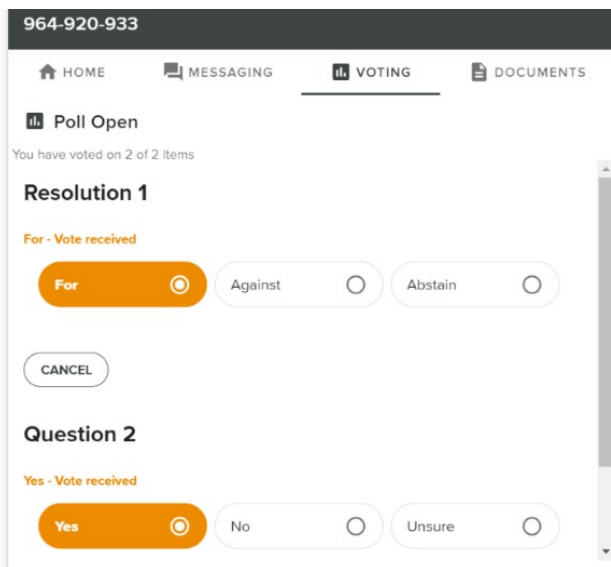 964-920-933
HOME MESSAGING VOTING DOCUMENTS
Poll Open
You have voted on 2 of 2 items
Resolution 1
For - Vote received
For Against Abstain
CANCEL
Question 2
Yes - Vote received
Yes No Unsure